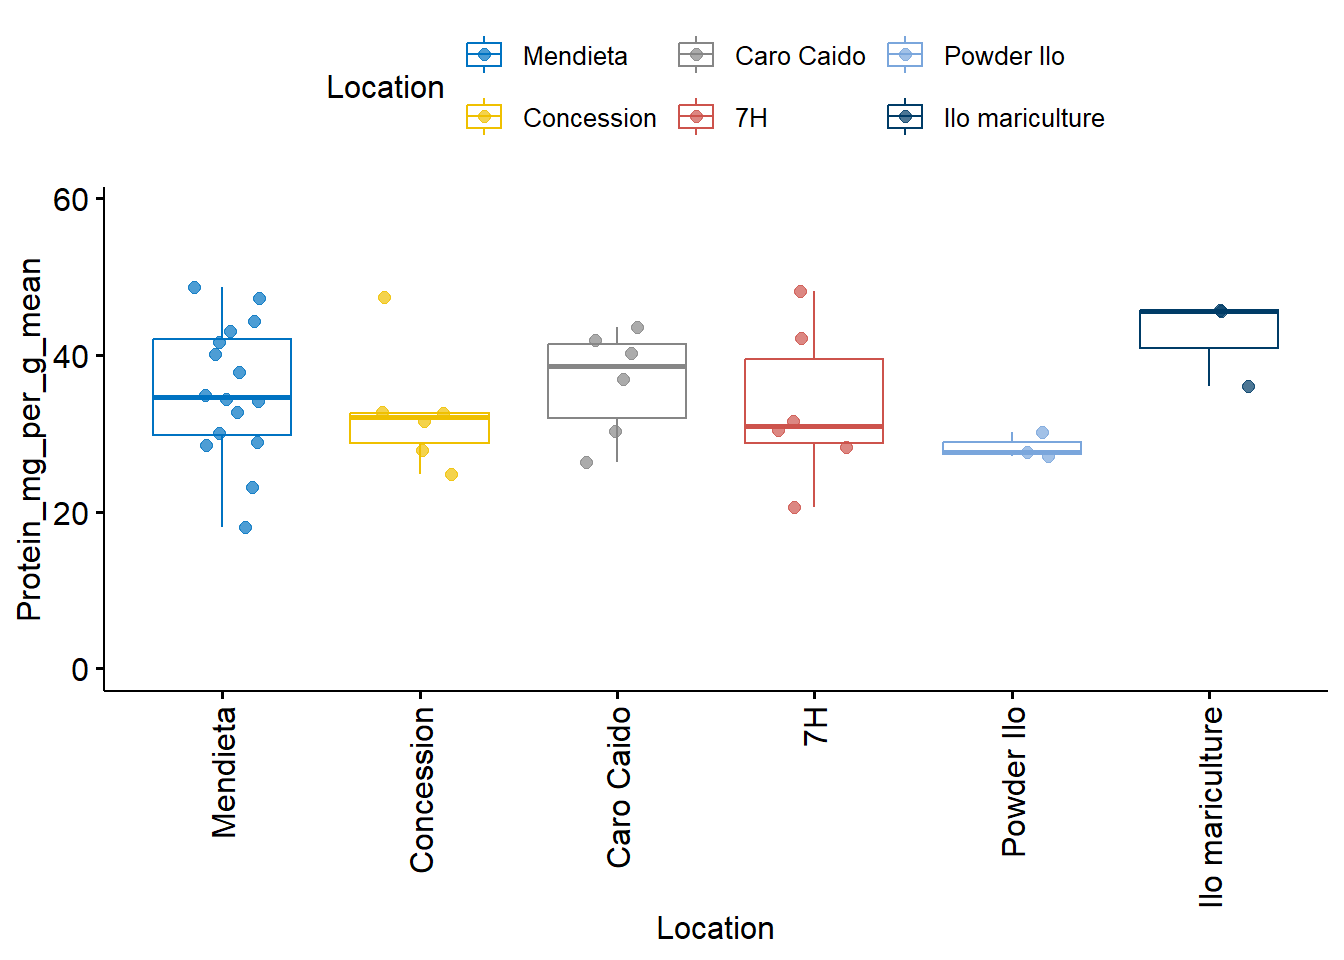 Location
Mendieta
Caro Caido
Powder Ilo
Concession
7H
Ilo mariculture
Protein_mg_per_g_mean
60
40
20
0
Mendieta
Concession
Caro Caido
7H
Powder Ilo
Ilo mariculture
Location